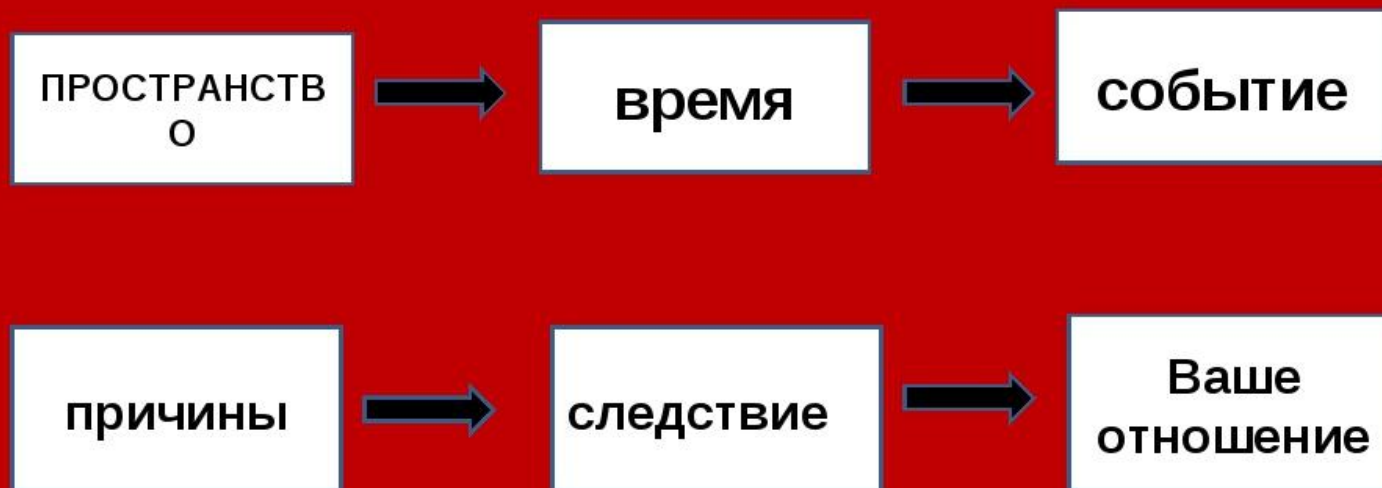 ПРОСТРАНСТВ
О
время
событие
причины
следствие
Ваше
отношение